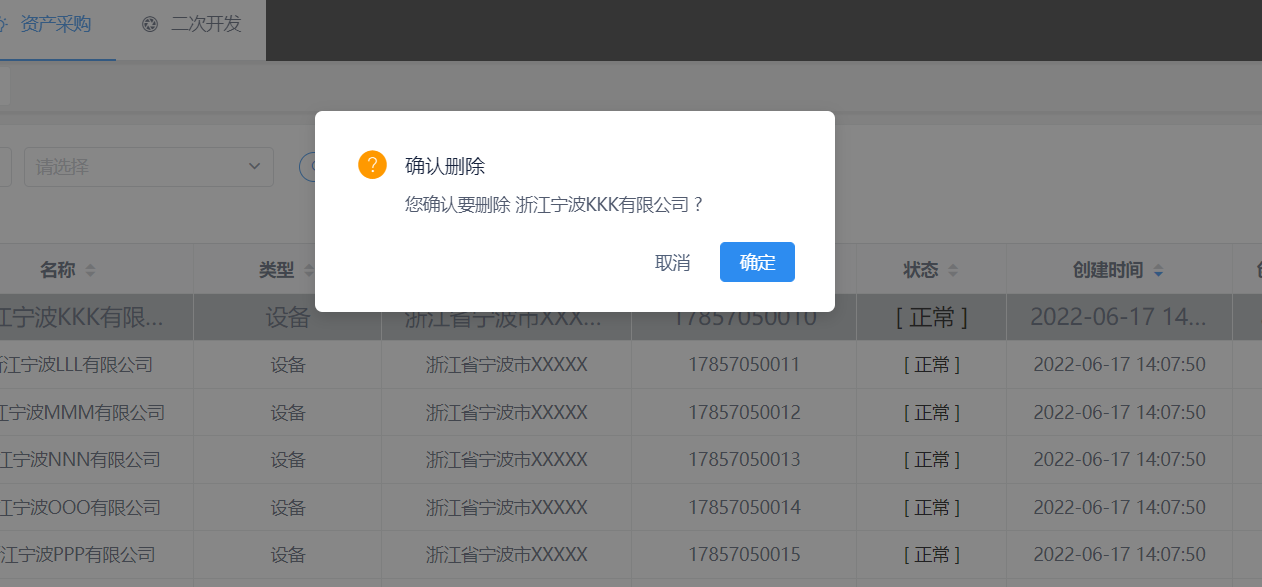 资产采购 二次开发
请选择
确认删除
您确认要删除 浙江宁波KKK有限公司 ?
取消 确定
名称 类型 状态 创建时间
江宁波KKK有限... 设备 浙江省宁波市XXX... 17857050010 [ 正常 ] 2022-06-17 14...
浙江宁波LLL有限公司 设备 浙江省宁波市XXXXX 17857050011 [ 正常 ] 2022-06-17 14:07:50
江宁波MMM有限公司 设备 浙江省宁波市XXXXX 17857050012 [ 正常 ] 2022-06-17 14:07:50
江宁波NNN有限公司 设备 浙江省宁波市XXXXX 17857050013 [ 正常 ] 2022-06-17 14:07:50
江宁波OOO有限公司 设备 浙江省宁波市XXXXX 17857050014 [ 正常 ] 2022-06-17 14:07:50
江宁波PPP有限公司 设备 浙江省宁波市XXXXX 17857050015 [ 正常 ] 2022-06-17 14:07:50